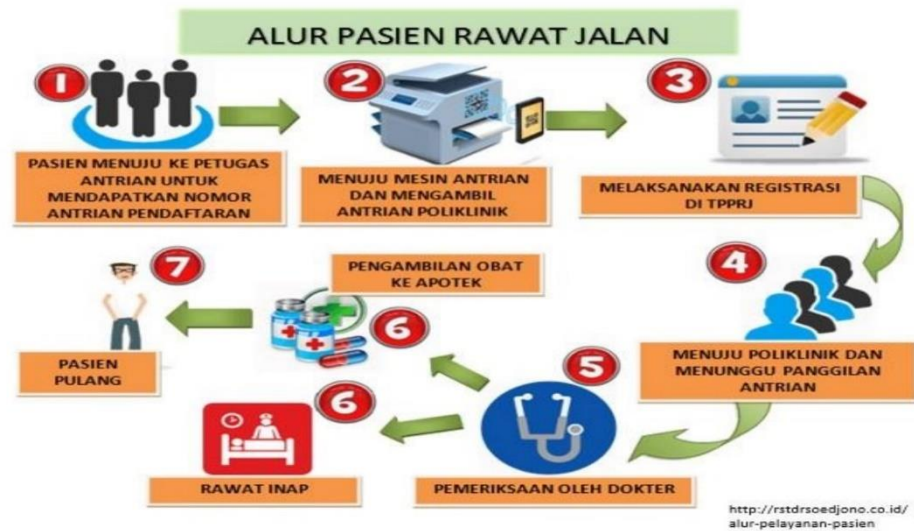 ALUR PASIEN RAWAT JALAN
1
PASIEN MENUJU KE PETUGAS
ANTRIAN UNTUK
MENDAPATKAN NOMOR
ANTRIAN PENDAFTARAN
2
MENUJU MESIN ANTRIAN
DAN MENGAMBIL
ANTRIAN POLIKLINIK
3
MELAKSANAKAN REGISTRASI
DI TPPRJ
4
MENUJU POLIKLINIK DAN
MENUNGGU PANGGILAN
ANTRIAN
5
PEMERIKSAAN OLEH DOKTER
6
PENGAMBILAN OBAT
KE APOTEK
6
RAWAT INAP
7
PASIEN
PULANG
http://rstdrsoedjono.co.id/
alur-pelayanan-pasien